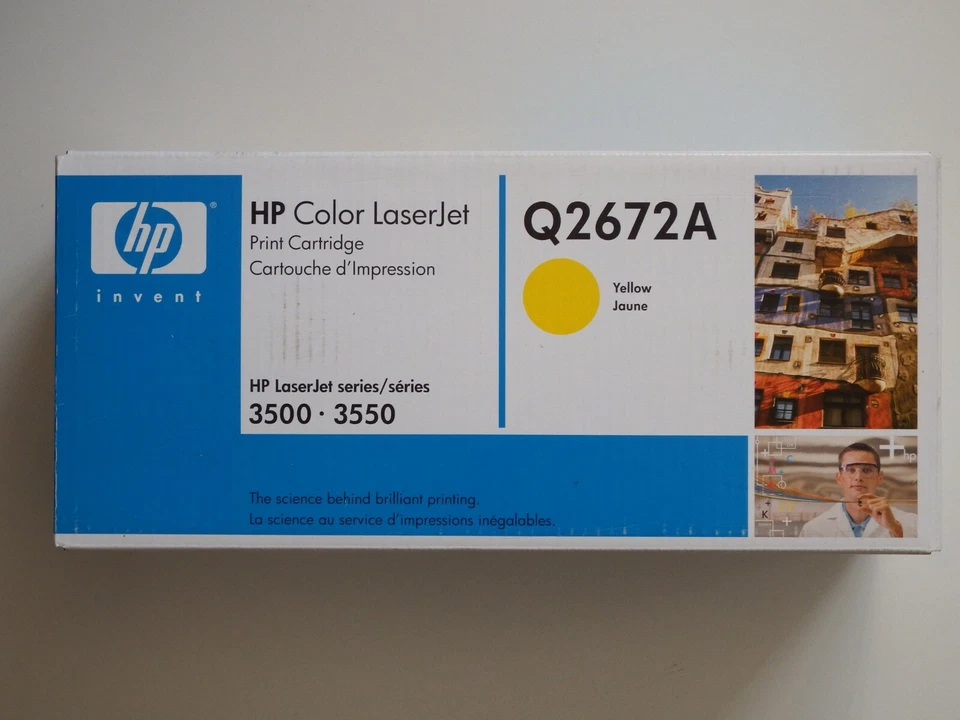 hp®
invent
HP Color LaserJet
Print Cartridge
Cartouche d'Impression
HP LaserJet series/séries
3500 · 3550
Q2672A
Yellow
Jaune
The science behind brilliant printing.
La science au service d'impressions inégalables.
C
M
K
+hp